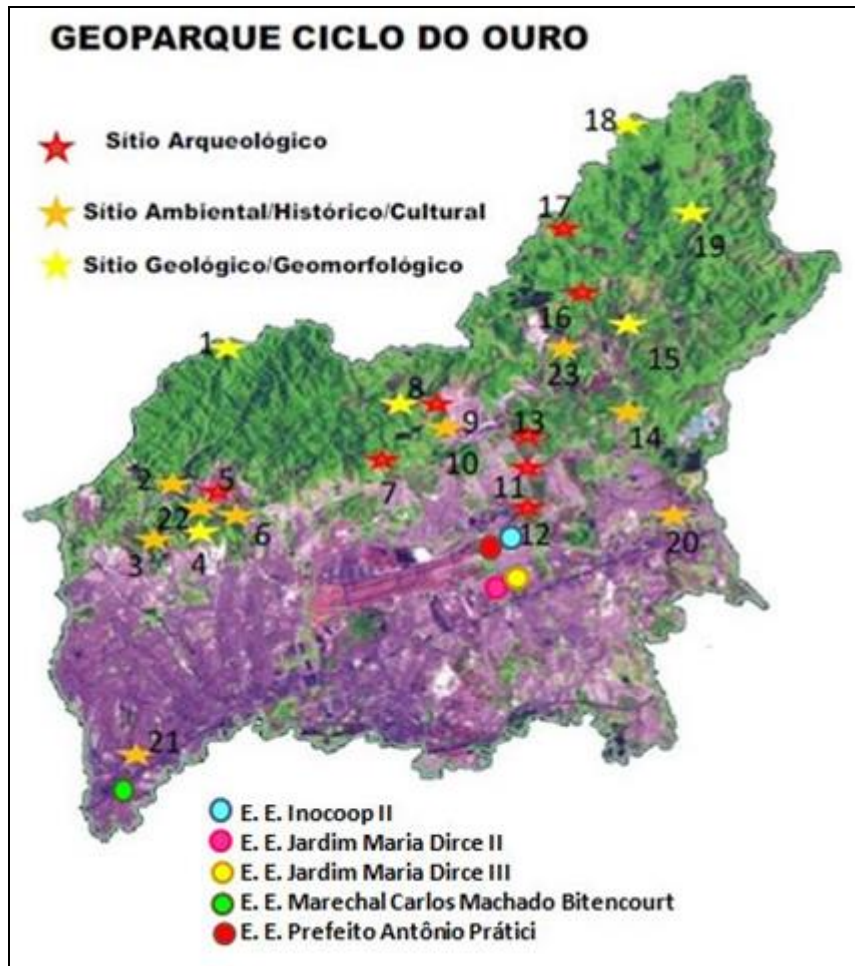 GEOPARQUE CICLO DO OURO
Sítio Arqueológico
Sítio Ambiental/Histórico/Cultural
Sítio Geológico/Geomorfológico
18
17
19
16
15
1
23
8
9
13
14
10
7
11
2
5
22
6
12
20
3
4
21
E. E. Inocoop II
E. E. Jardim Maria Dirce II
E. E. Jardim Maria Dirce III
E. E. Marechal Carlos Machado Bitencourt
E. E. Prefeito Antônio Prátici